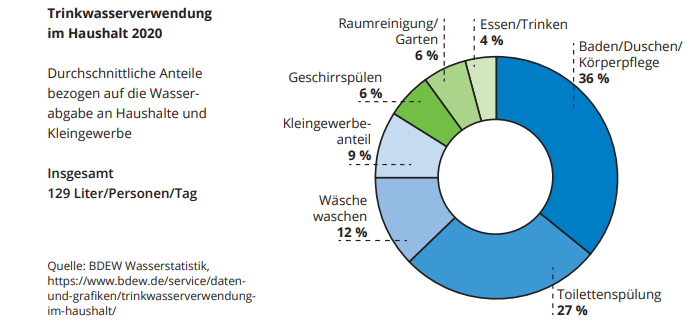 Trinkwasserverwendung
im Haushalt 2020
Durchschnittliche Anteile
bezogen auf die Wasser-
abgabe an Haushalte und
Kleingewerbe
Insgesamt
129 Liter/Personen/Tag
Quelle: BDEW Wasserstatistik,
https://www.bdew.de/service/daten-
und-grafiken/trinkwasserverwendung-
im-haushalt/
Raumreinigung/
Garten
6 %
Essen/Trinken
4 %
Baden/Duschen/
Körperpflege
36 %
Geschirrspülen
6 %
Kleingewerbe-
anteil
9 %
Wäsche
waschen
12 %
Toilettenspülung
27 %